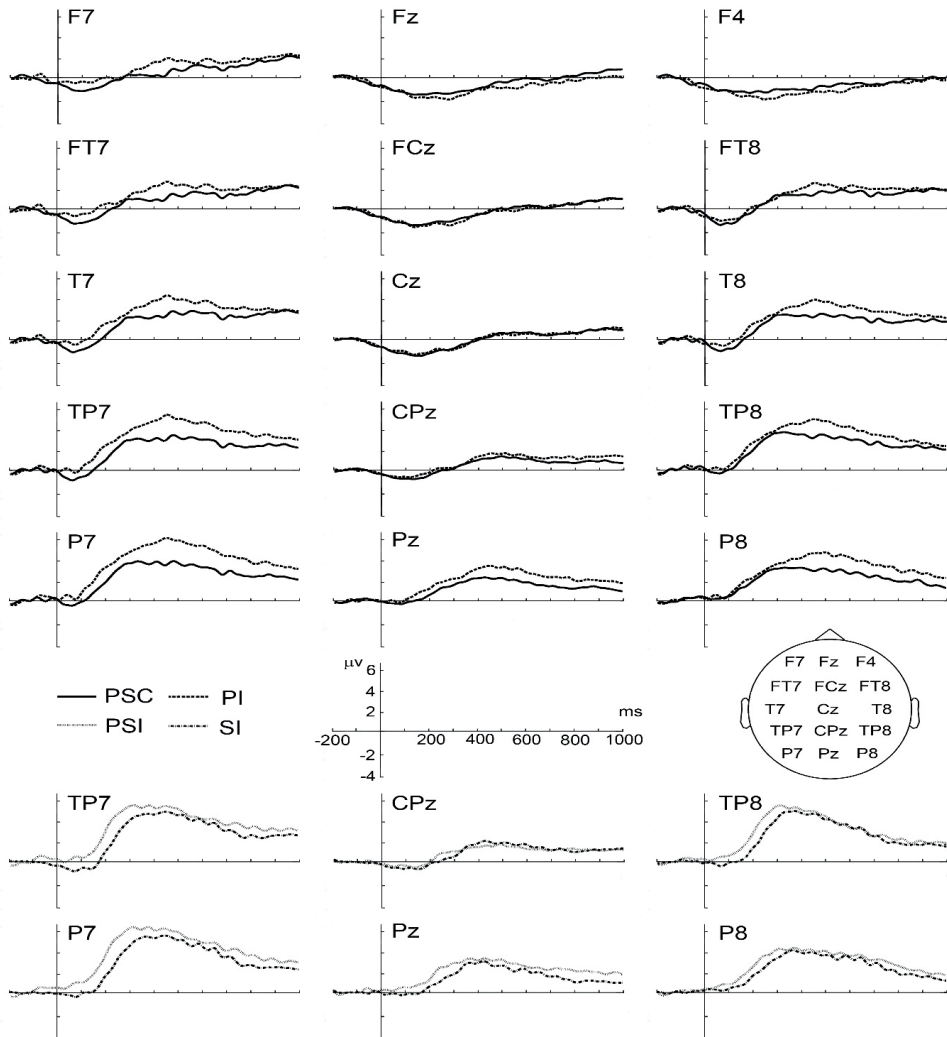 F7 Fz F4
FT7 FCz FT8
T7 Cz T8
TP7 CPz TP8
P7 Pz P8
PSC PI
PSI SI
μv
6
4
2
-2
-4
ms
-200 200 400 600 800 1000
F7 Fz F4
FT7 FCz FT8
T7 Cz T8
TP7 CPz TP8
P7 Pz P8
TP7 CPz TP8
P7 Pz P8